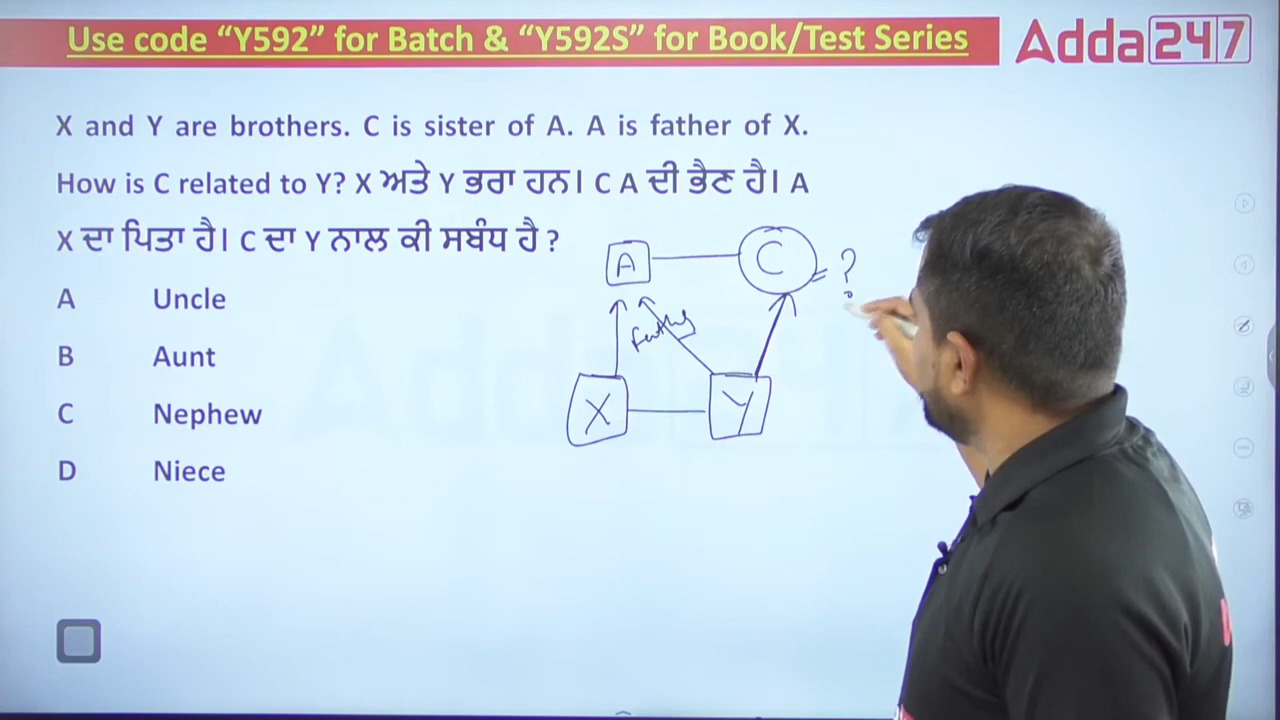 Use code “Y592” for Batch & “Y592S” for Book/Test Series
Adda247
X and Y are brothers. C is sister of A. A is father of X.
How is C related to Y? X ਅਤੇ Y ਭਰਾ ਹਨ। C A ਦੀ ਭੈਣ ਹੈ। A
X ਦਾ ਪਿਤਾ ਹੈ। C ਦਾ Y ਨਾਲ ਕੀ ਸਬੰਧ ਹੈ ?
A Uncle
B Aunt
C Nephew
D Niece
A C = ?
X Y